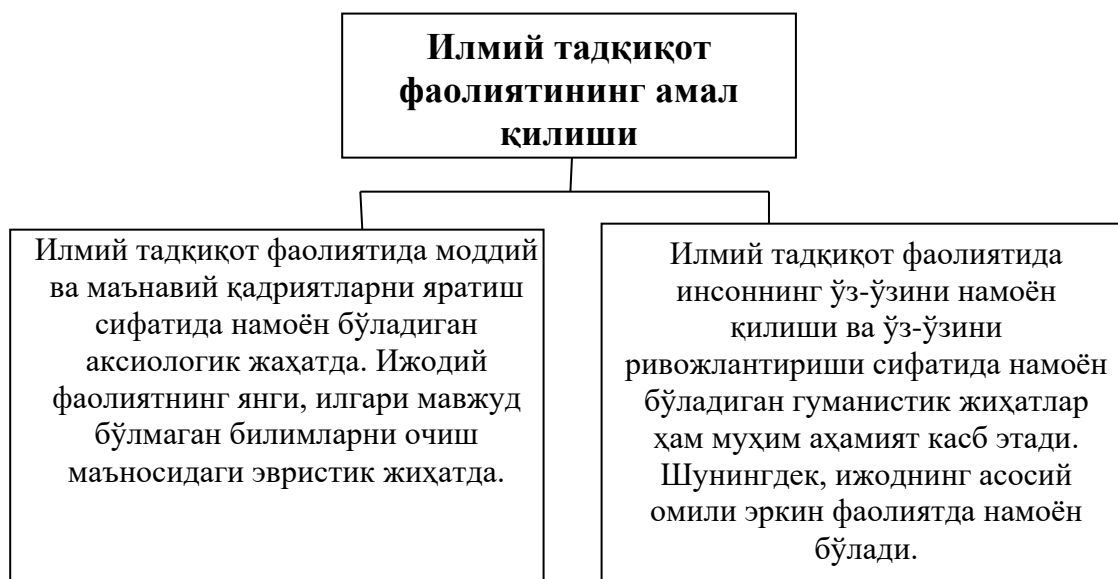 Илмий тадқиқот
фаолиятининг амал
қилиши
Илмий тадқиқот фаолиятида моддий
ва маънавий қадриятларни яратиш
сифатида намоён бўладиган
аксиологик жаҳатда. Ижодий
фаолиятнинг янги, илгари мавжуд
бўлмаган билимларни очиш
маъносидаги эвристик жиҳатда.
Илмий тадқиқот фаолиятида
инсоннинг ўз-ўзини намоён
қилиши ва ўз-ўзини
ривожлантириши сифатида намоён
бўладиган гуманистик жиҳатлар
ҳам муҳим аҳамият касб этади.
Шунингдек, ижоднинг асосий
омили эркин фаолиятда намоён
бўлади.